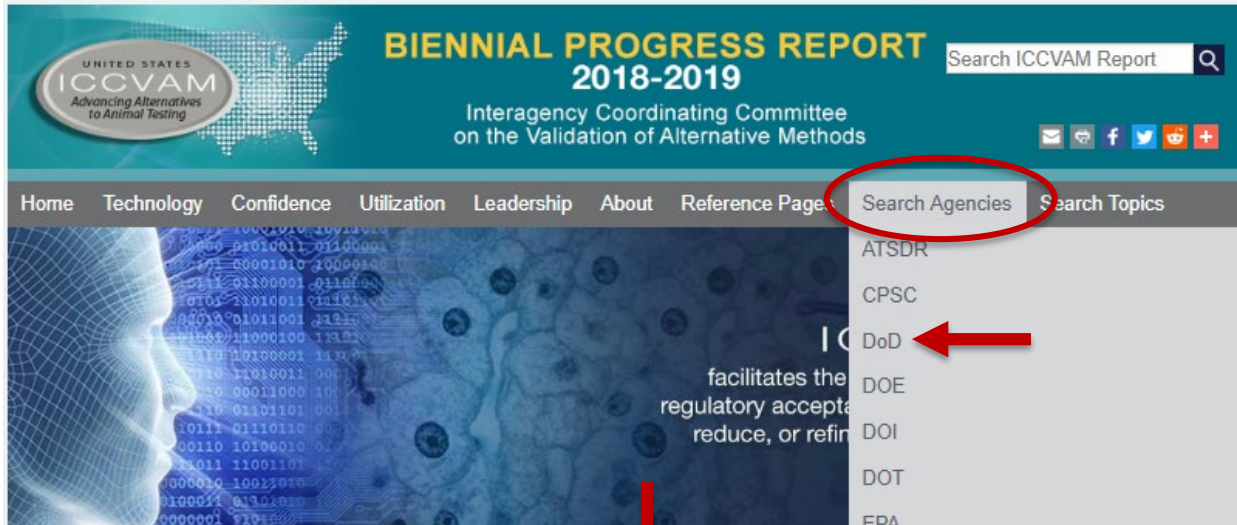 UNITED STATES
ICCVAM
Advancing Alternatives
to Animal Testing
BIENNIAL PROGRESS REPORT
2018-2019
Interagency Coordinating Committee
on the Validation of Alternative Methods
Search ICCVAM Report
Home Technology Confidence Utilization Leadership About Reference Pages Search Agencies Search Topics
ATSDR
CPSC
DoD
DOE
DOI
DOT
EPA
I C
facilitates the
regulatory accepta
reduce, or refin